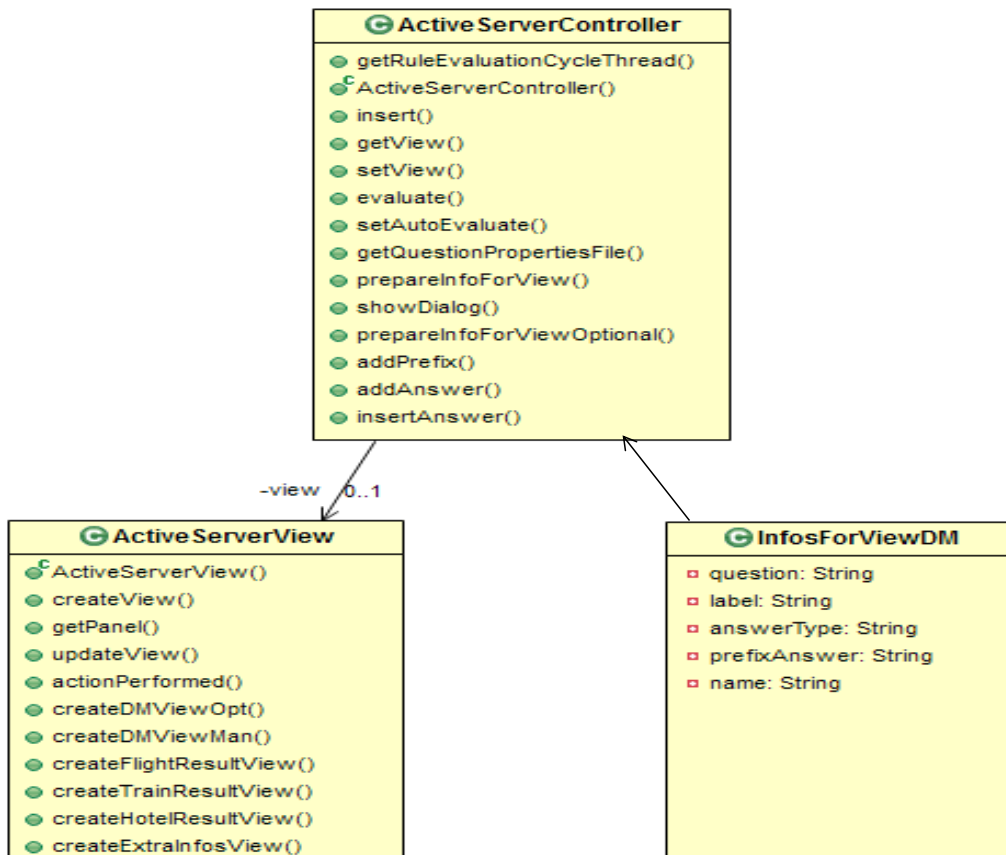 ActiveServerController
getRuleEvaluationCycleThread()
ActiveServerController()
insert()
getView()
setView()
evaluate()
setAutoEvaluate()
getQuestionPropertiesFile()
prepareInfoForView()
showDialog()
prepareInfoForViewOptional()
addPrefix()
addAnswer()
insertAnswer()
-view 0..1
ActiveServerView
ActiveServerView()
createView()
getPanel()
updateView()
actionPerformed()
createDMViewOpt()
createDMViewMan()
createFlightResultView()
createTrainResultView()
createHotelResultView()
createExtraInfosView()
InfosForViewDM
question: String
label: String
answerType: String
prefixAnswer: String
name: String